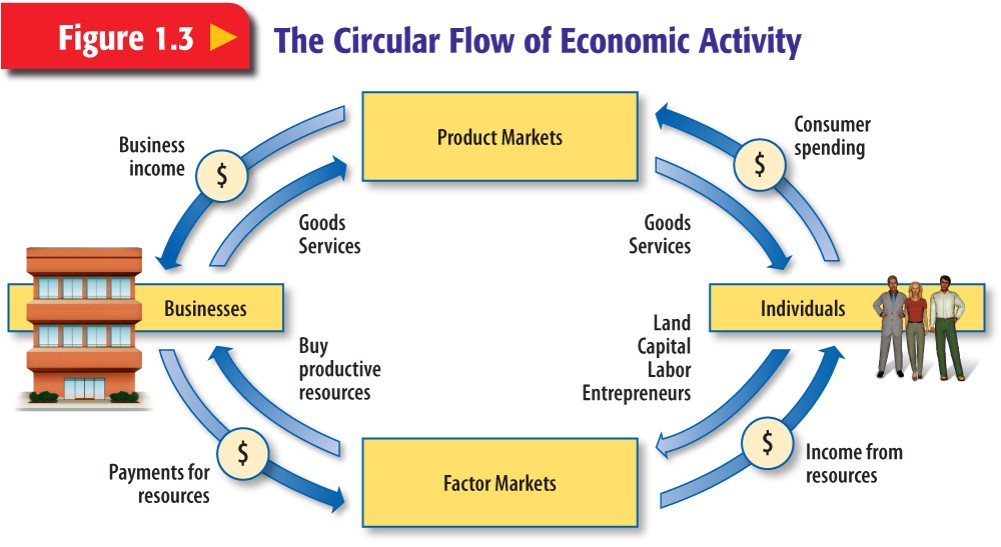 Figure 1.3
The Circular Flow of Economic Activity
Product Markets
Business
income
$
Goods
Services
Consumer
spending
$
Goods
Services
Businesses
Individuals
Buy
productive
resources
Land
Capital
Labor
Entrepreneurs
Payments for
resources
$
Factor Markets
$
Income from
resources